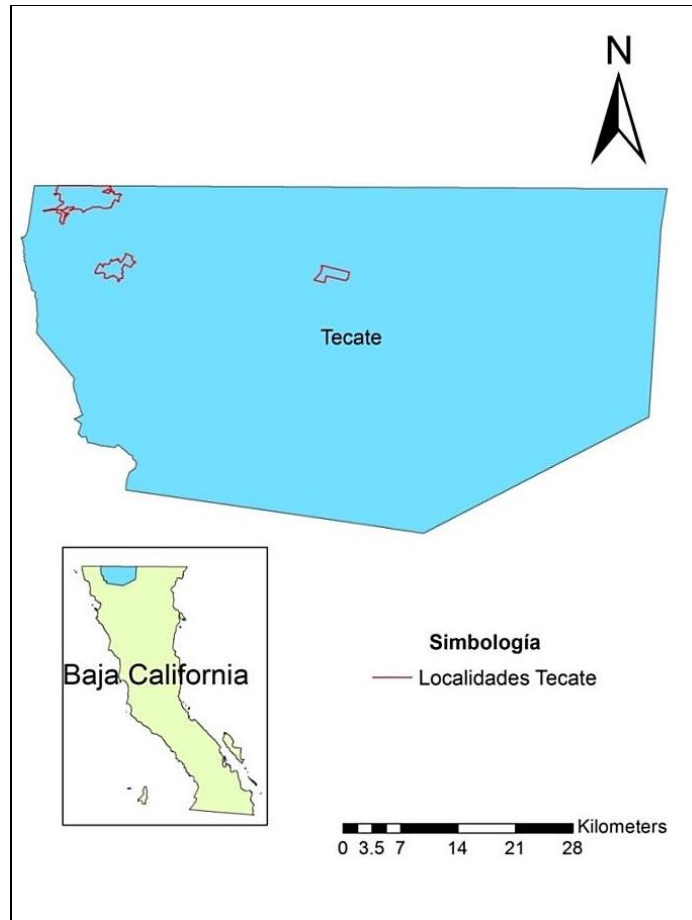 N
Tecate
Baja California
Simbología
Localidades Tecate
Kilometers
0 3.5 7 14 21 28